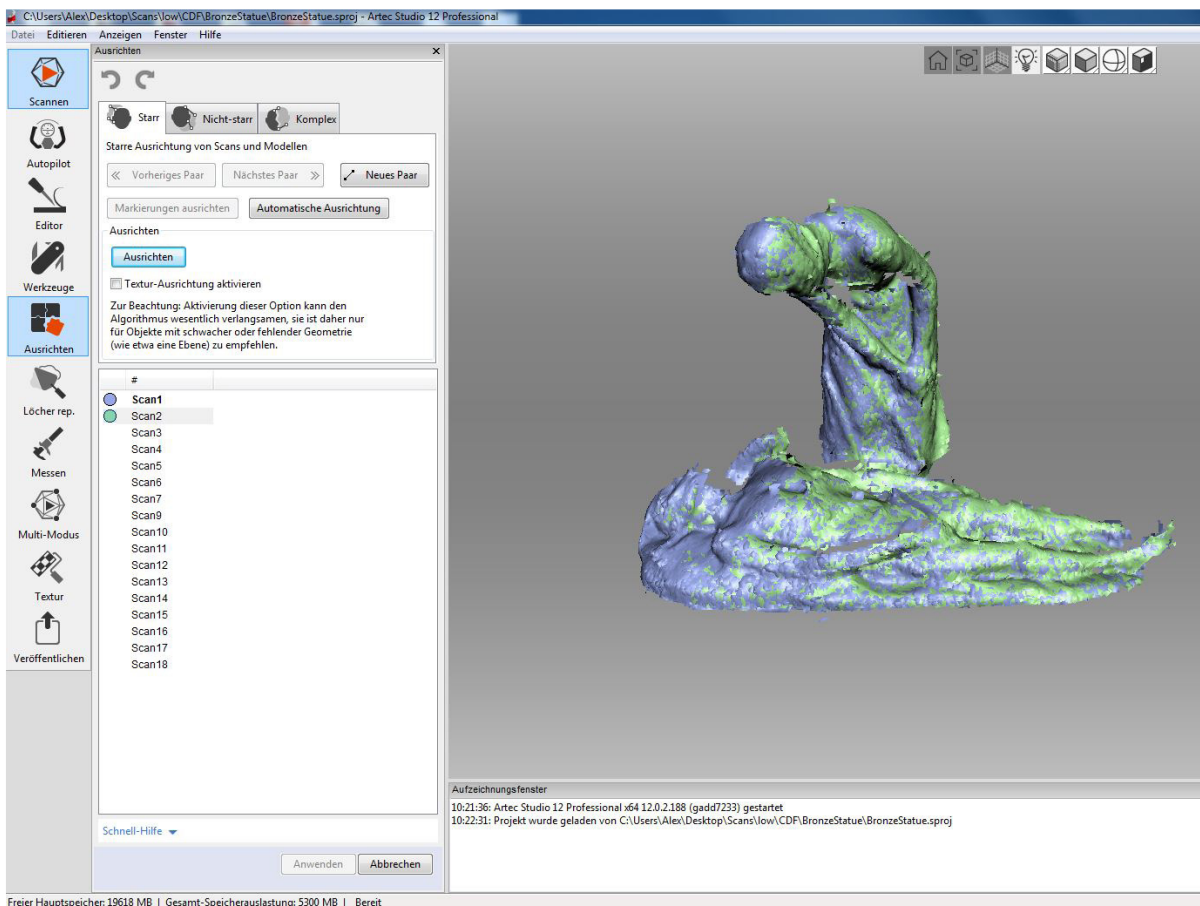 C:\Users\Alex\Desktop\Scans\low\CDF\BronzeStatue\BronzeStatue.sproj - Artec Studio 12 Professional
Datei Editieren Anzeigen Fenster Hilfe
Scannen
Autopilot
Editor
Werkzeuge
Ausrichten
Löcher rep.
Messen
Multi-Modus
Textur
Veröffentlichen
Ausrichten
Starr Nicht-starr Komplex
Starre Ausrichtung von Scans und Modellen
Vorheriges Paar Nächstes Paar Neues Paar
Markierungen ausrichten Automatische Ausrichtung
Ausrichten
Ausrichten
Textur-Ausrichtung aktivieren
Zur Beachtung: Aktivierung dieser Option kann den
Algorithmus wesentlich verlangsamen, sie ist daher nur
für Objekte mit schwacher oder fehlender Geometrie
(wie etwa eine Ebene) zu empfehlen.
#
Scan1
Scan2
Scan3
Scan4
Scan5
Scan6
Scan7
Scan9
Scan10
Scan11
Scan12
Scan13
Scan14
Scan15
Scan16
Scan17
Scan18
Schnell-Hilfe
Anwenden Abbrechen
Aufzeichnungsfenster
10:21:36: Artec Studio 12 Professional x64 12.0.2.188 (gadd7233) gestartet
10:22:31: Projekt wurde geladen von C:\Users\Alex\Desktop\Scans\low\CDF\BronzeStatue\BronzeStatue.sproj
Freier Hauptspeicher: 19618 MB | Gesamt-Speicherauslastung: 5300 MB | Bereit